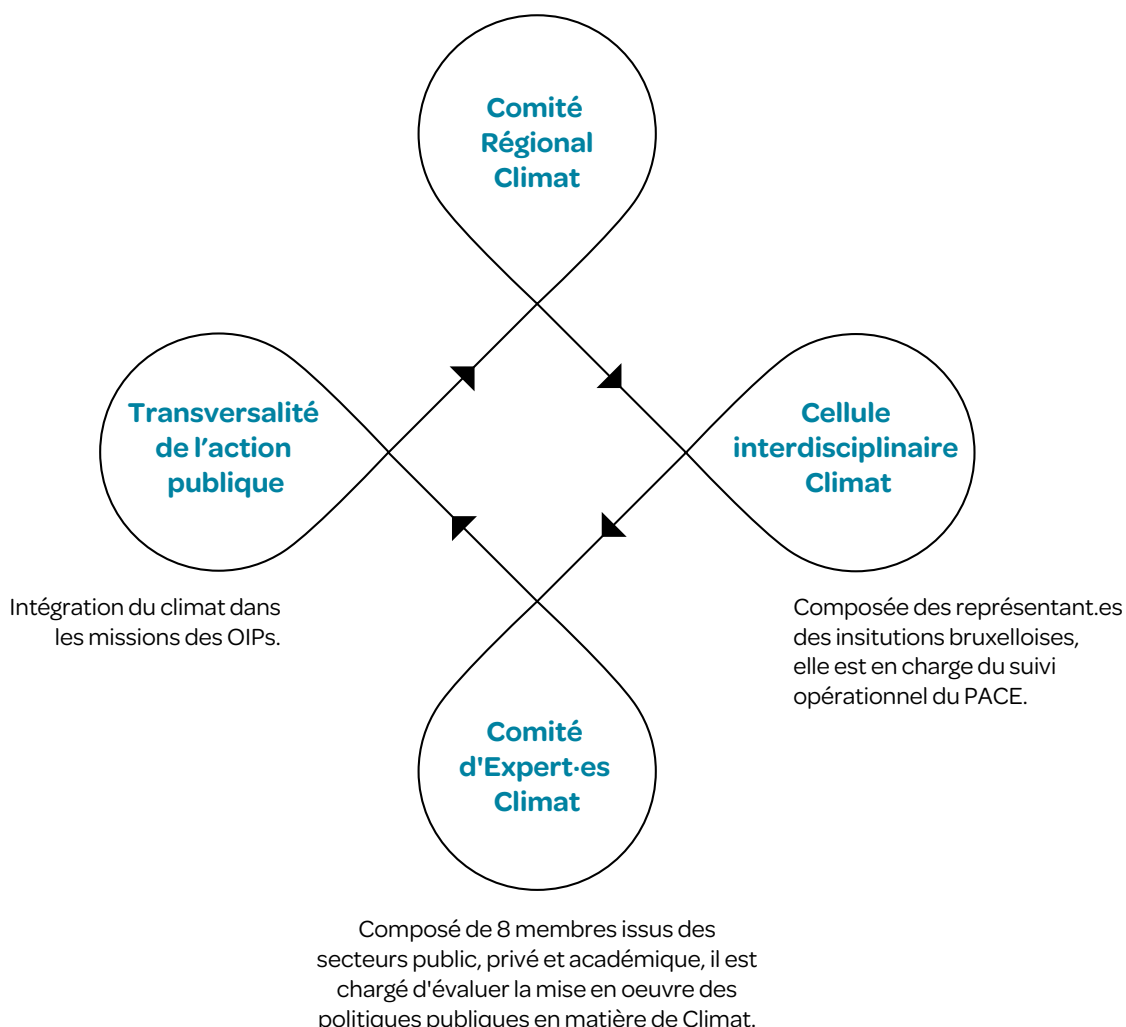 Comité
Régional
Climat
Transversalité
de l'action
publique
Intégration du climat dans
les missions des OIPs.
Cellule
interdisciplinaire
Climat
Composée des représentant.es
des insitutions bruxelloises,
elle est en charge du suivi
opérationnel du PACE.
Comité
d'Expert·es
Climat
Composé de 8 membres issus des
secteurs public, privé et académique, il est
chargé d'évaluer la mise en oeuvre des
politiques publiques en matière de Climat.